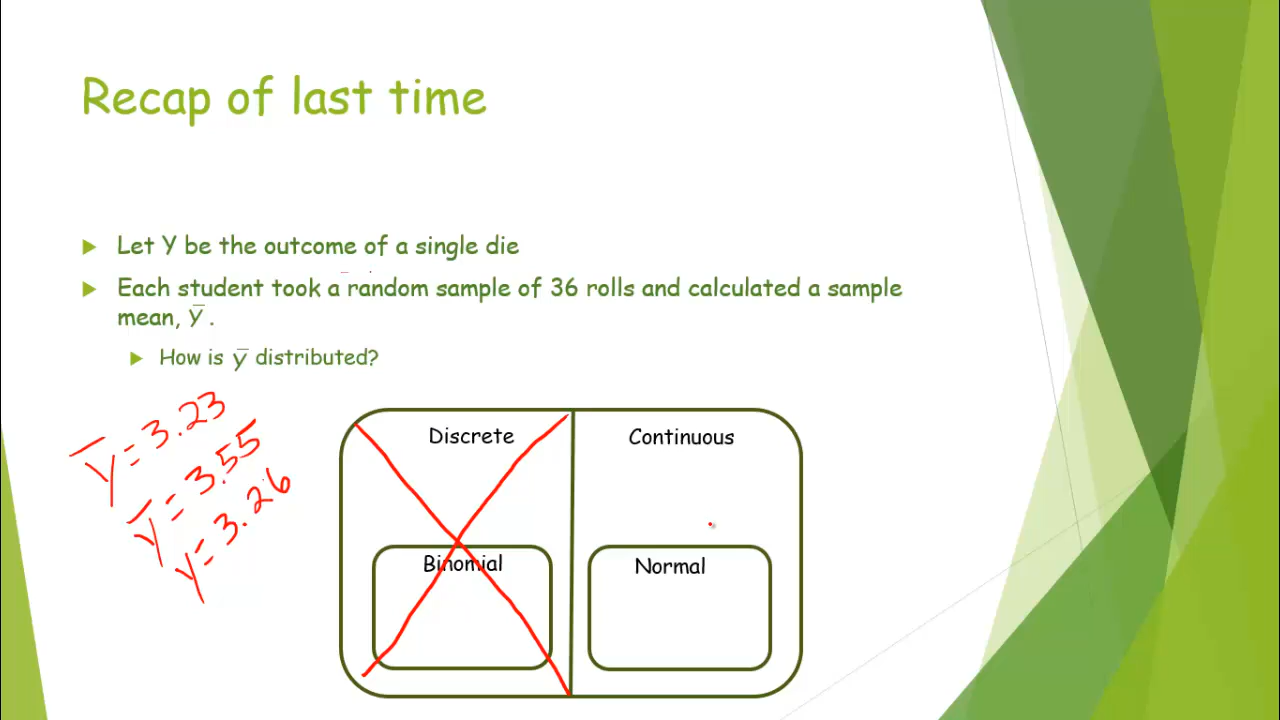 Recap of last time
Let Y be the outcome of a single die
Each student took a random sample of 36 rolls and calculated a sample
mean, Y̅ .
How is y̅ distributed?
Y̅ = 3.23
Y̅ = 3.55
y = 3.26
Discrete
Continuous
Binomial
Normal